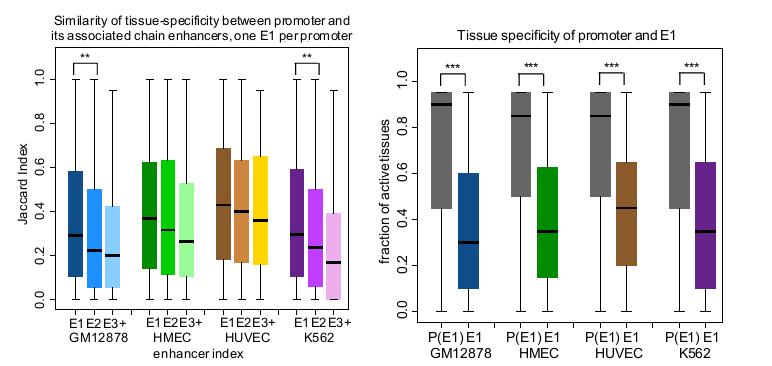 Similarity of tissue-specificity between promoter and
its associated chain enhancers, one E1 per promoter
**
**
Jaccard Index
1.0
0.8
0.6
0.4
0.2
0.0
E1 E2 E3+ E1 E2 E3+ E1 E2 E3+ E1 E2 E3+
GM12878 HMEC HUVEC K562
enhancer index
Tissue specificity of promoter and E1
*** *** *** ***
fraction of active tissues
1.0
0.8
0.6
0.4
0.2
0.0
P(E1) E1 P(E1) E1 P(E1) E1 P(E1) E1
GM12878 HMEC HUVEC K562